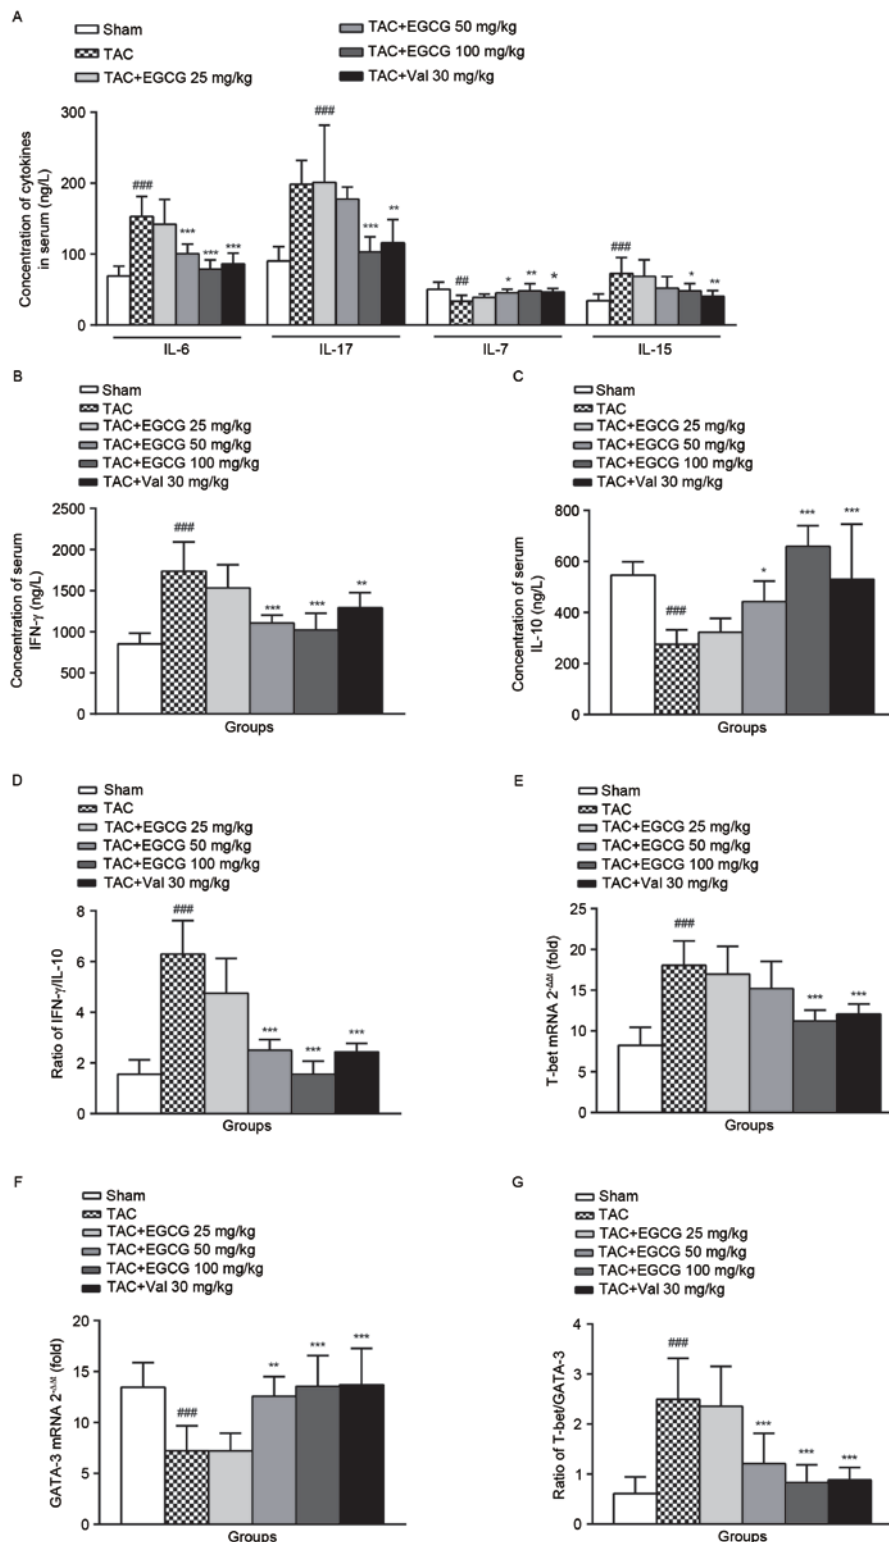 A
Sham
TAC
TAC+EGCG 25 mg/kg
TAC+EGCG 50 mg/kg
TAC+EGCG 100 mg/kg
TAC+Val 30 mg/kg
Concentration of cytokines
in serum (ng/L)
300
200
100
0
###
***
***
***
###
***
**
##
*
**
*
###
*
**
IL-6
IL-17
IL-7
IL-15
B
Sham
TAC
TAC+EGCG 25 mg/kg
TAC+EGCG 50 mg/kg
TAC+EGCG 100 mg/kg
TAC+Val 30 mg/kg
Concentration of serum
IFN-γ (ng/L)
2500
2000
1500
1000
500
0
###
***
***
**
Groups
C
Sham
TAC
TAC+EGCG 25 mg/kg
TAC+EGCG 50 mg/kg
TAC+EGCG 100 mg/kg
TAC+Val 30 mg/kg
Concentration of serum
IL-10 (ng/L)
800
600
400
200
0
###
*
***
***
Groups
D
Sham
TAC
TAC+EGCG 25 mg/kg
TAC+EGCG 50 mg/kg
TAC+EGCG 100 mg/kg
TAC+Val 30 mg/kg
Ratio of IFN-γ/IL-10
8
6
4
2
0
###
***
***
***
Groups
E
Sham
TAC
TAC+EGCG 25 mg/kg
TAC+EGCG 50 mg/kg
TAC+EGCG 100 mg/kg
TAC+Val 30 mg/kg
T-bet mRNA 2 (fold)
25
20
15
10
5
0
###
***
***
Groups
F
Sham
TAC
TAC+EGCG 25 mg/kg
TAC+EGCG 50 mg/kg
TAC+EGCG 100 mg/kg
TAC+Val 30 mg/kg
GATA-3 mRNA 2 (fold)
20
15
10
5
0
###
**
***
***
Groups
G
Sham
TAC
TAC+EGCG 25 mg/kg
TAC+EGCG 50 mg/kg
TAC+EGCG 100 mg/kg
TAC+Val 30 mg/kg
Ratio of T-bet/GATA-3
4
3
2
1
0
###
***
***
***
Groups